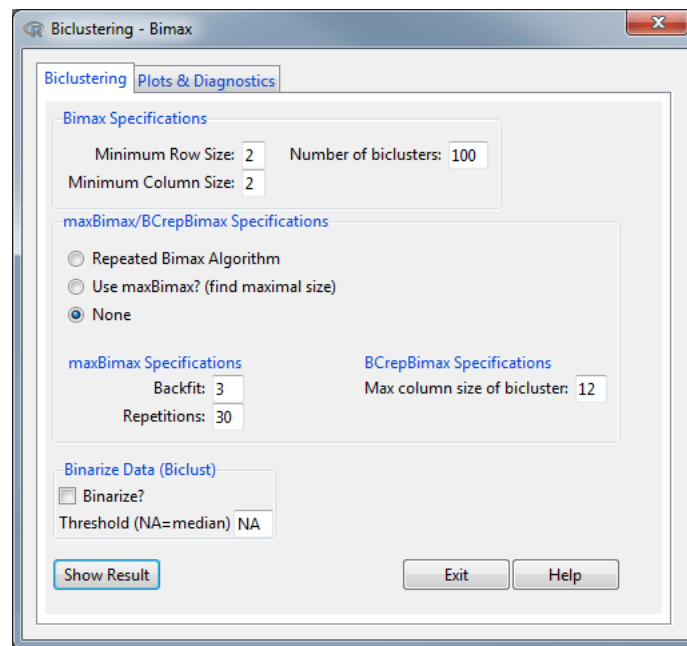 Biclustering - Bimax
Biclustering Plots & Diagnostics
Bimax Specifications
Minimum Row Size: 2 Number of biclusters: 100
Minimum Column Size: 2
maxBimax/BCrepBimax Specifications
Repeated Bimax Algorithm
Use maxBimax? (find maximal size)
None
maxBimax Specifications BCrepBimax Specifications
Backfit: 3 Max column size of bicluster: 12
Repetitions: 30
Binarize Data (Biclust)
Binarize?
Threshold (NA=median) NA
Show Result Exit Help